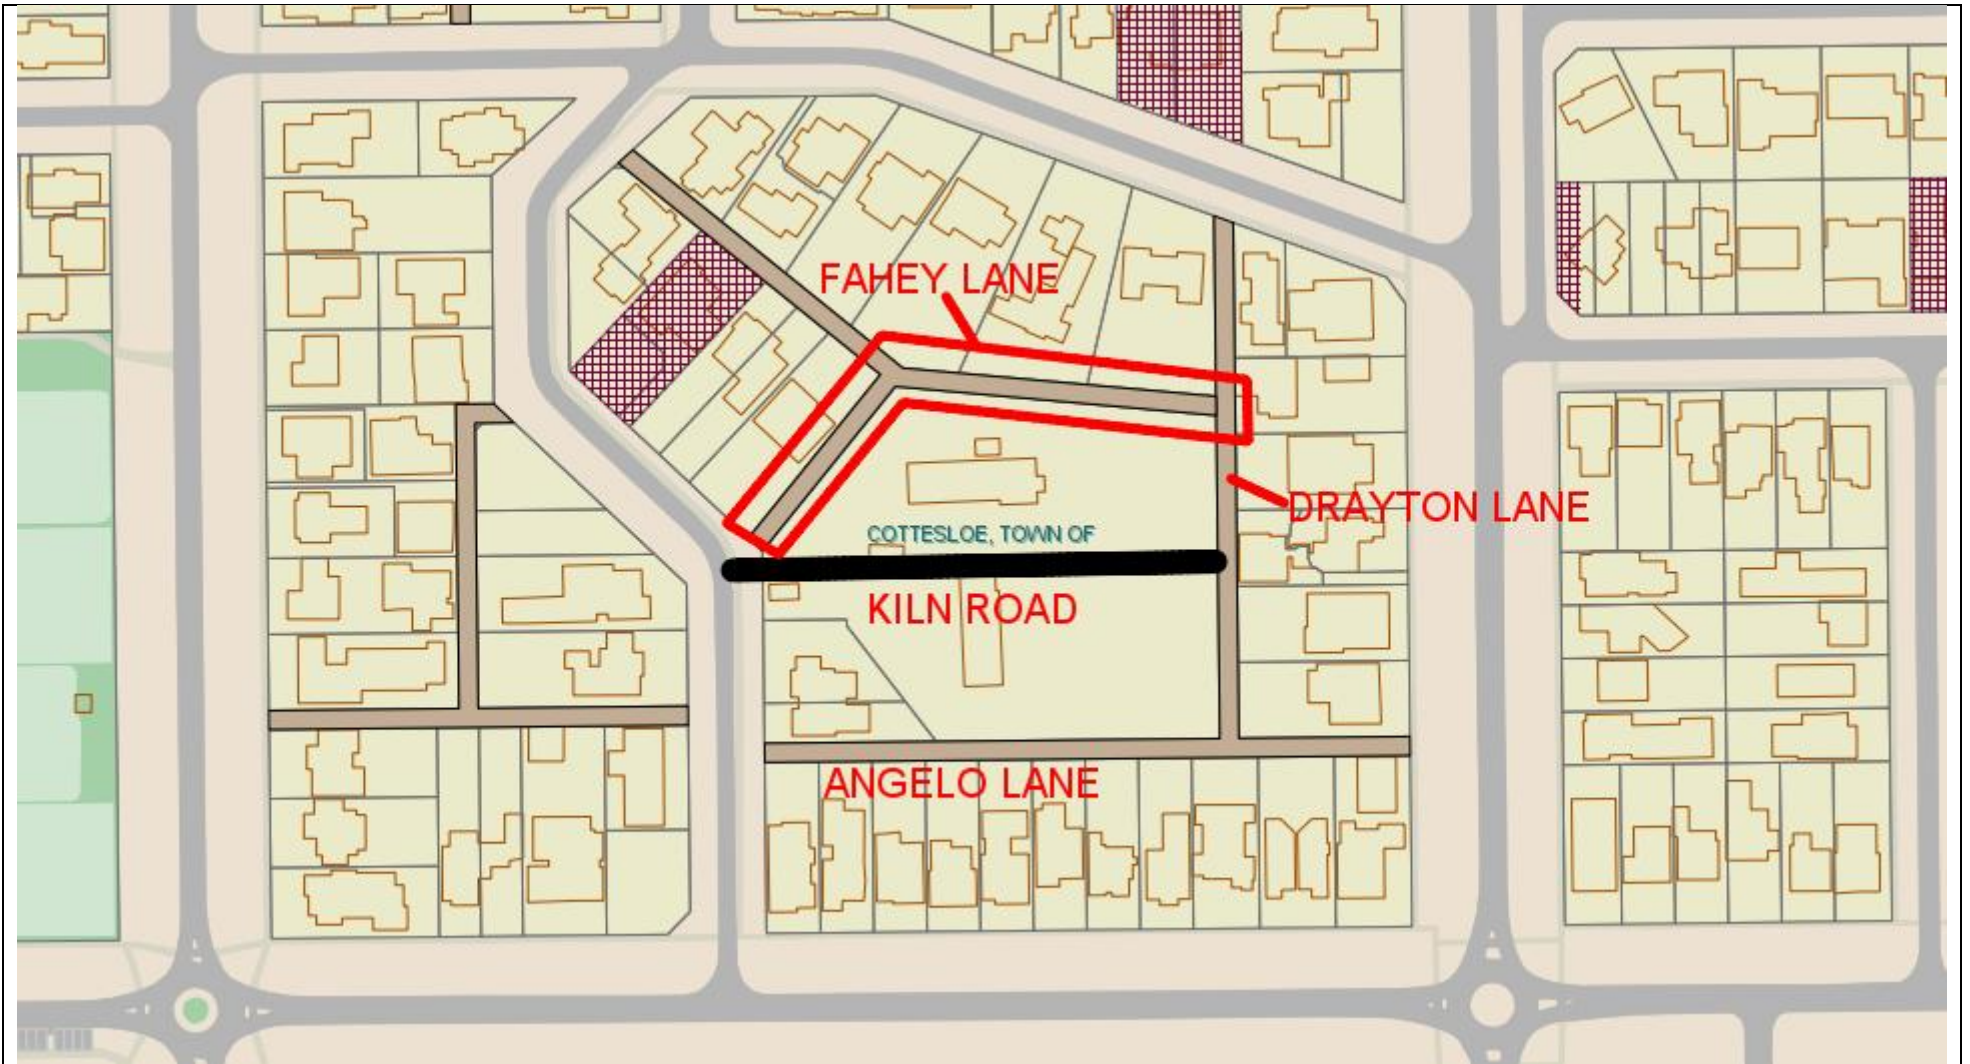 FAHEY LANE
DRAYTON LANE
COTTESLOE, TOWN OF
KILN ROAD
ANGELO LANE